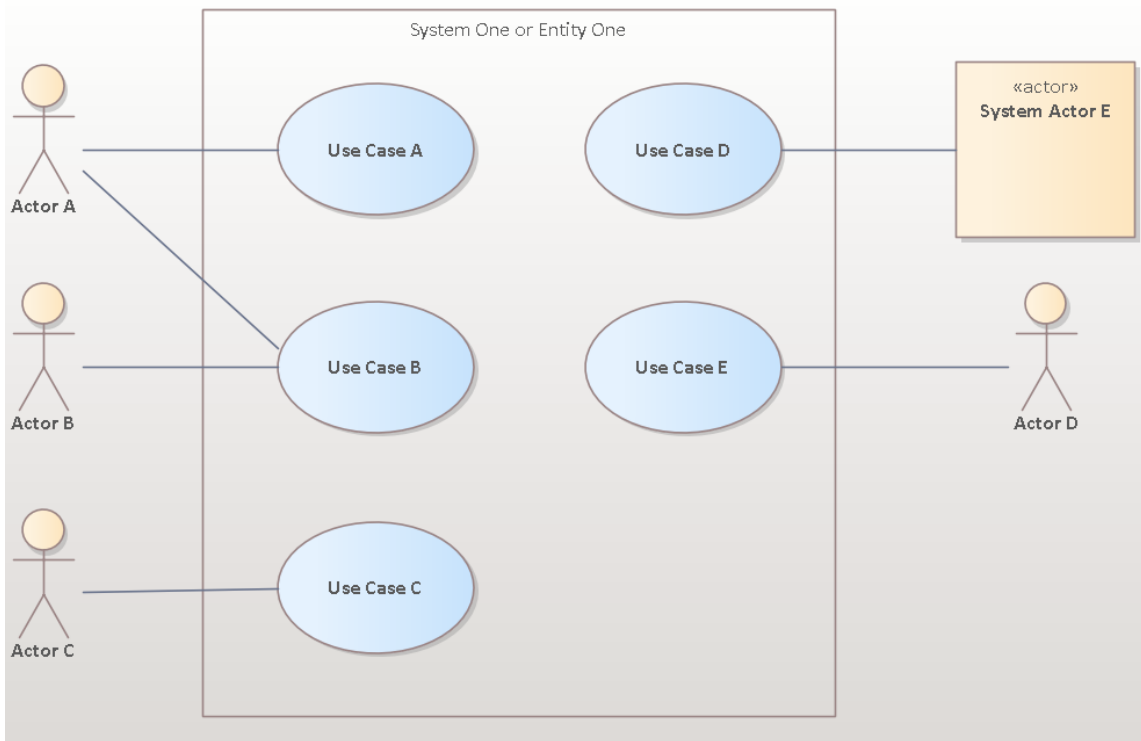 System One or Entity One
«actor»
System Actor E
Use Case A
Use Case D
Actor A
Use Case B
Use Case E
Actor B
Actor D
Use Case C
Actor C